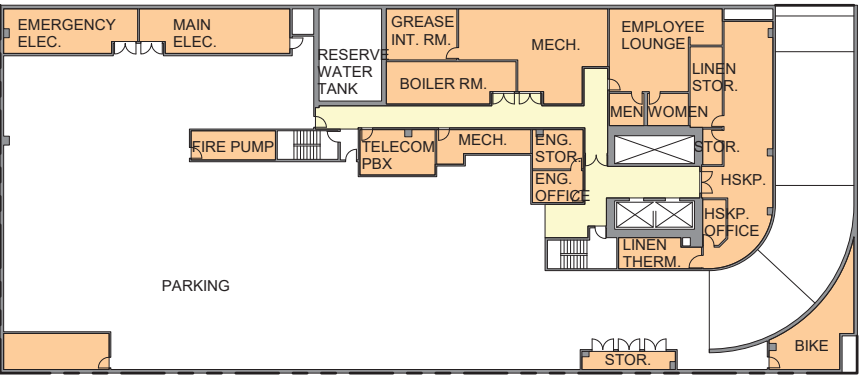 EMERGENCY
ELEC.
MAIN
ELEC.
RESERVE
WATER
TANK
GREASE
INT. RM.
MECH.
BOILER RM.
EMPLOYEE
LOUNGE
LINEN
STOR.
MEN
WOMEN
FIRE PUMP
TELECOM
PBX
MECH.
ENG.
STOR.
ENG.
OFFICE
STOR.
HSKP.
HSKP.
OFFICE
LINEN
THERM.
PARKING
STOR.
BIKE